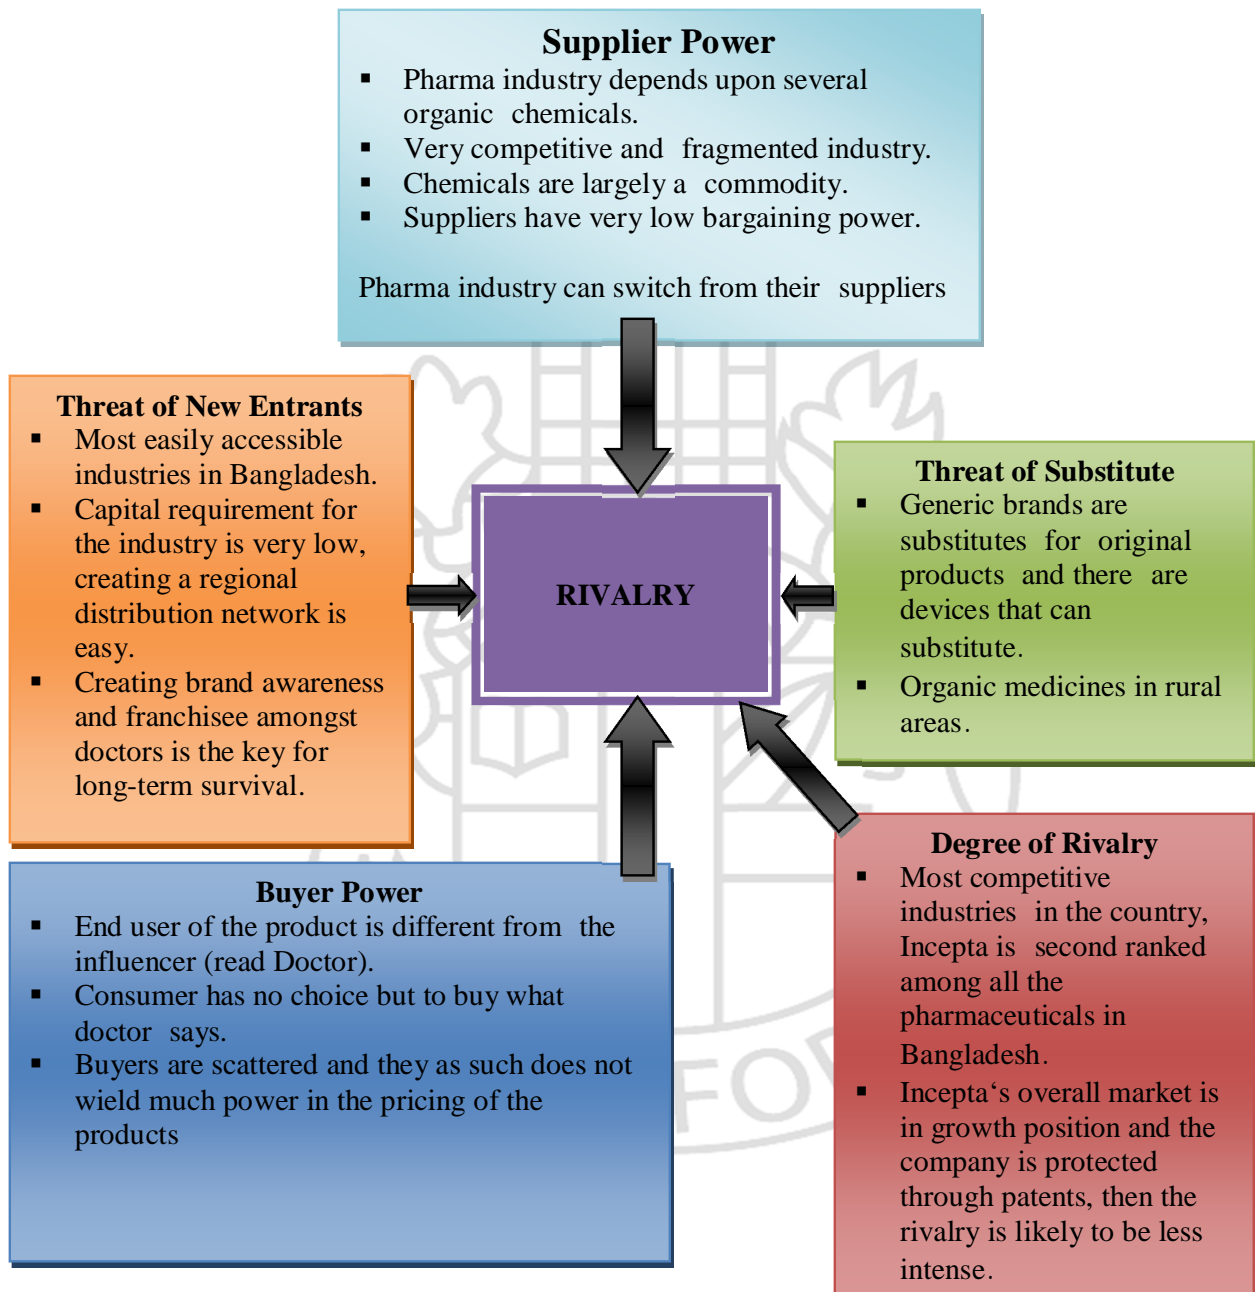 Supplier Power
▪ Pharma industry depends upon several
organic chemicals.
▪ Very competitive and fragmented industry.
▪ Chemicals are largely a commodity.
▪ Suppliers have very low bargaining power.
Pharma industry can switch from their suppliers
Threat of New Entrants
▪ Most easily accessible
industries in Bangladesh.
▪ Capital requirement for
the industry is very low,
creating a regional
distribution network is
easy.
▪ Creating brand awareness
and franchisee amongst
doctors is the key for
long-term survival.
RIVALRY
Threat of Substitute
▪ Generic brands are
substitutes for original
products and there are
devices that can
substitute.
▪ Organic medicines in rural
areas.
Buyer Power
▪ End user of the product is different from the
influencer (read Doctor).
▪ Consumer has no choice but to buy what
doctor says.
▪ Buyers are scattered and they as such does not
wield much power in the pricing of the
products
Degree of Rivalry
▪ Most competitive
industries in the country,
Incepta is second ranked
among all the
pharmaceuticals in
Bangladesh.
▪ Incepta‘s overall market is
in growth position and the
company is protected
through patents, then the
rivalry is likely to be less
intense.